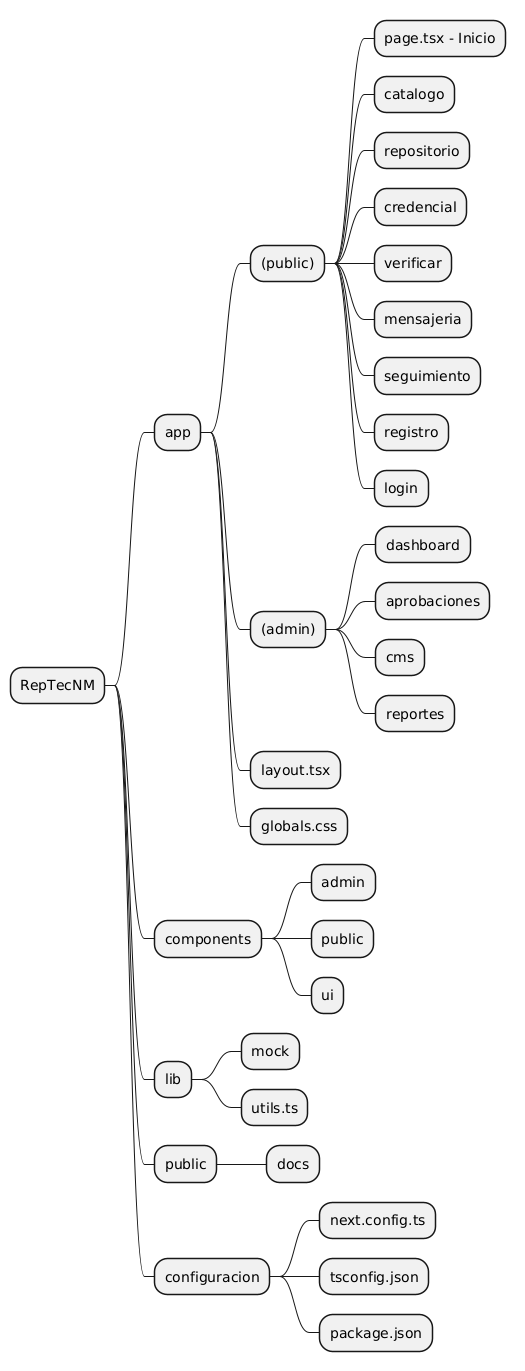 RepTecNM
app
(public)
page.tsx - Inicio
catalogo
repositorio
credencial
verificar
mensajeria
seguimiento
registro
login
(admin)
dashboard
aprobaciones
cms
reportes
layout.tsx
globals.css
components
admin
public
ui
lib
mock
utils.ts
public
docs
configuracion
next.config.ts
tsconfig.json
package.json